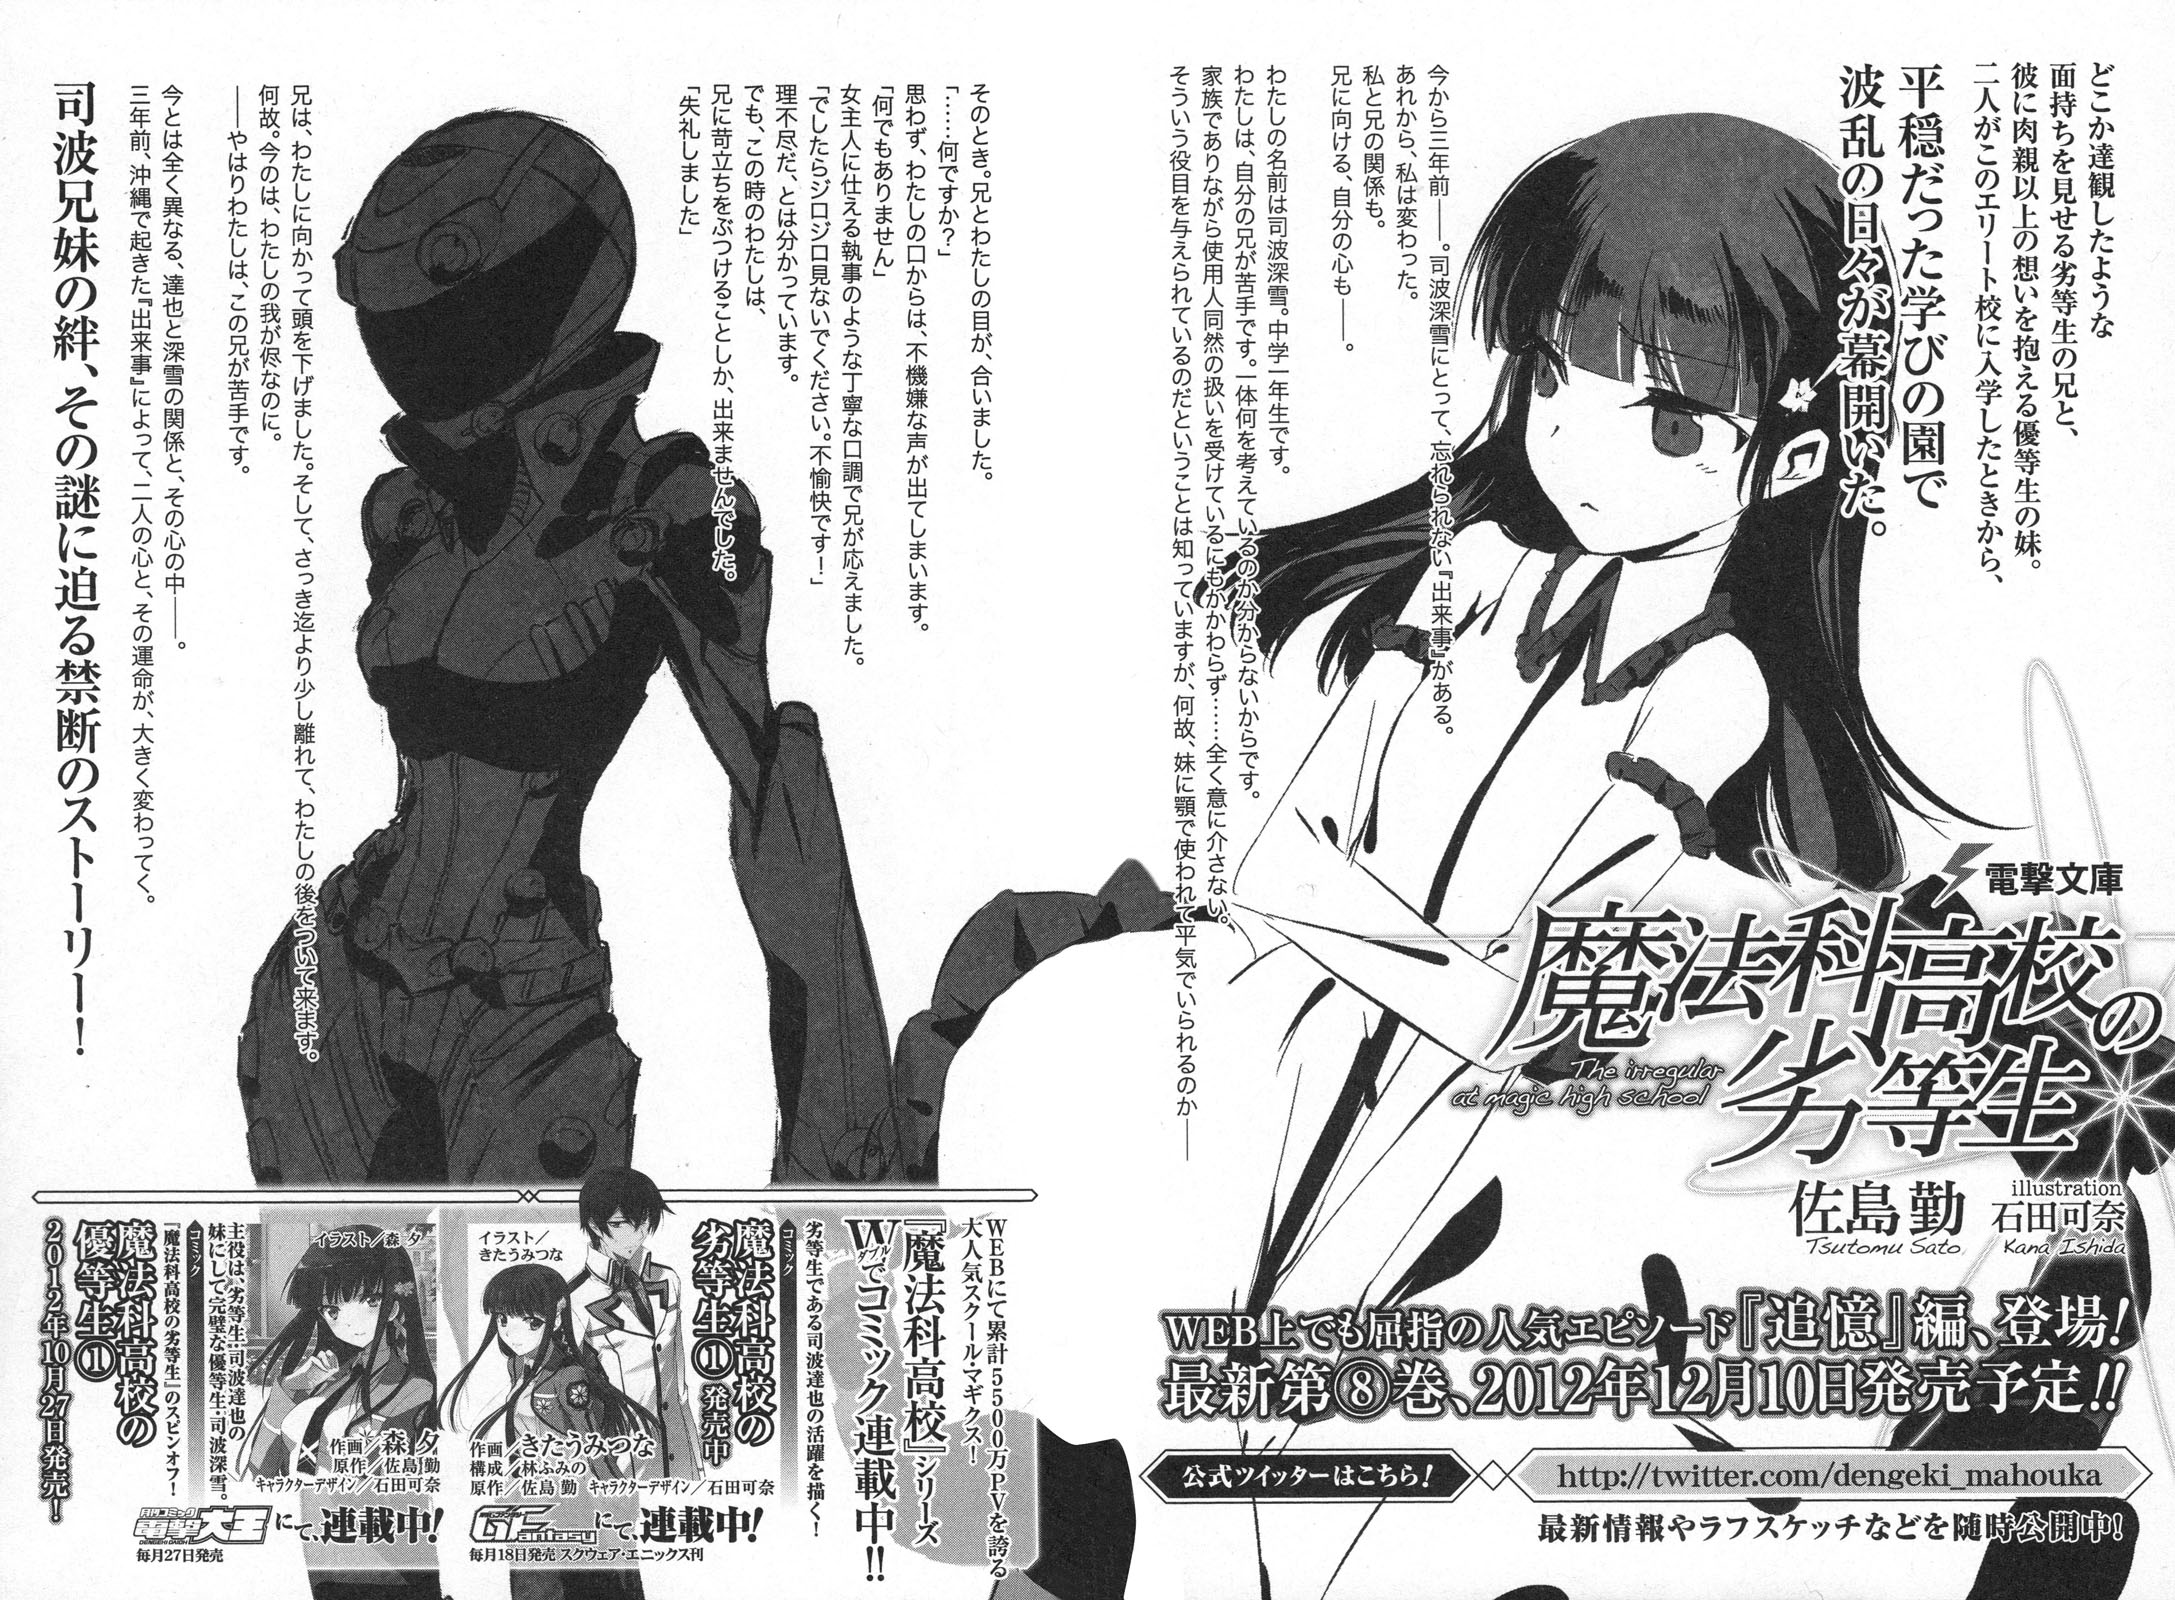 どこか達観したような
面持ちを見せる劣等生の兄と、
彼に肉親以上の想いを抱える優等生の妹。
二人がこのエリート校に入学したときから、
平穏だった学びの園で
波乱の日々が幕開いた。
今から三年前――。司波深雪にとって、忘れられない『出来事』がある。
あれから、私は変わった。
私と兄の関係も。
兄に向ける、自分の心も――。
わたしの名前は司波深雪。中学一年生です。
わたしは、自分の兄が苦手です。一体何を考えているのか分からないからです。
家族でありながら使用人同然の扱いを受けているにもかかわらず……全く意に介さない。
そういう役目を与えられているのだということは知っていますが、何故、妹に顎で使われて平気でいられるのか――
電撃文庫
魔法科高校の
劣等生
The irregular
at magic high school
佐島 勤
Tsutomu Sato
illustration
石田可奈
Kana Ishida
WEB上でも屈指の人気エピソード『追憶』編、登場!
最新第⑧巻、2012年12月10日発売予定!!
公式ツイッターはこちら!
http://twitter.com/dengeki_mahouka
最新情報やラフスケッチなどを随時公開中!
そのとき。兄とわたしの目が、合いました。
「……何ですか?」
思わず、わたしの口からは、不機嫌な声が出てしまいます。
「何でもありません」
女主人に仕える執事のような丁寧な口調で兄が応えました。
「でしたらジロジロ見ないでください。不愉快です!」
理不尽だ、とは分かっています。
でも、この時のわたしは、
兄に苛立ちをぶつけることしか、出来ませんでした。
「失礼しました」
兄は、わたしに向かって頭を下げました。そして、さっき迄より少し離れて、わたしの後をついて来ます。
何故。今のは、わたしの我が侭なのに。
――やはりわたしは、この兄が苦手です。
今とは全く異なる、達也と深雪の関係と、その心の中――。
三年前、沖縄で起きた『出来事』によって、二人の心と、その運命が、大きく変わってく。
司波兄妹の絆、その謎に迫る禁断のストーリー!
WEBにて累計5500万PVを誇る
大人気スクール・マギクス!
『魔法科高校』シリーズ
Wでコミック連載中!!
ダブル
劣等生である司波達也の活躍を描く!
コミック
魔法科高校の
劣等生① 発売中
イラスト/
きたうみつな
作画/きたうみつな
構成/林ふみの
原作/佐島 勤 キャラクターデザイン/石田可奈
GFantasyにて、連載中!
毎月18日発売 スクウェア・エニックス刊
主役は、劣等生・司波達也の
妹にして完璧な優等生・司波深雪。
『魔法科高校の劣等生』のスピンオフ!
コミック
魔法科高校の
優等生①
2012年10月27日発売!
イラスト/森 夕
作画/森 夕
原作/佐島 勤
キャラクターデザイン/石田可奈
月刊コミック
電撃大王
DENGEKI DAIOH
にて、連載中!
毎月27日発売